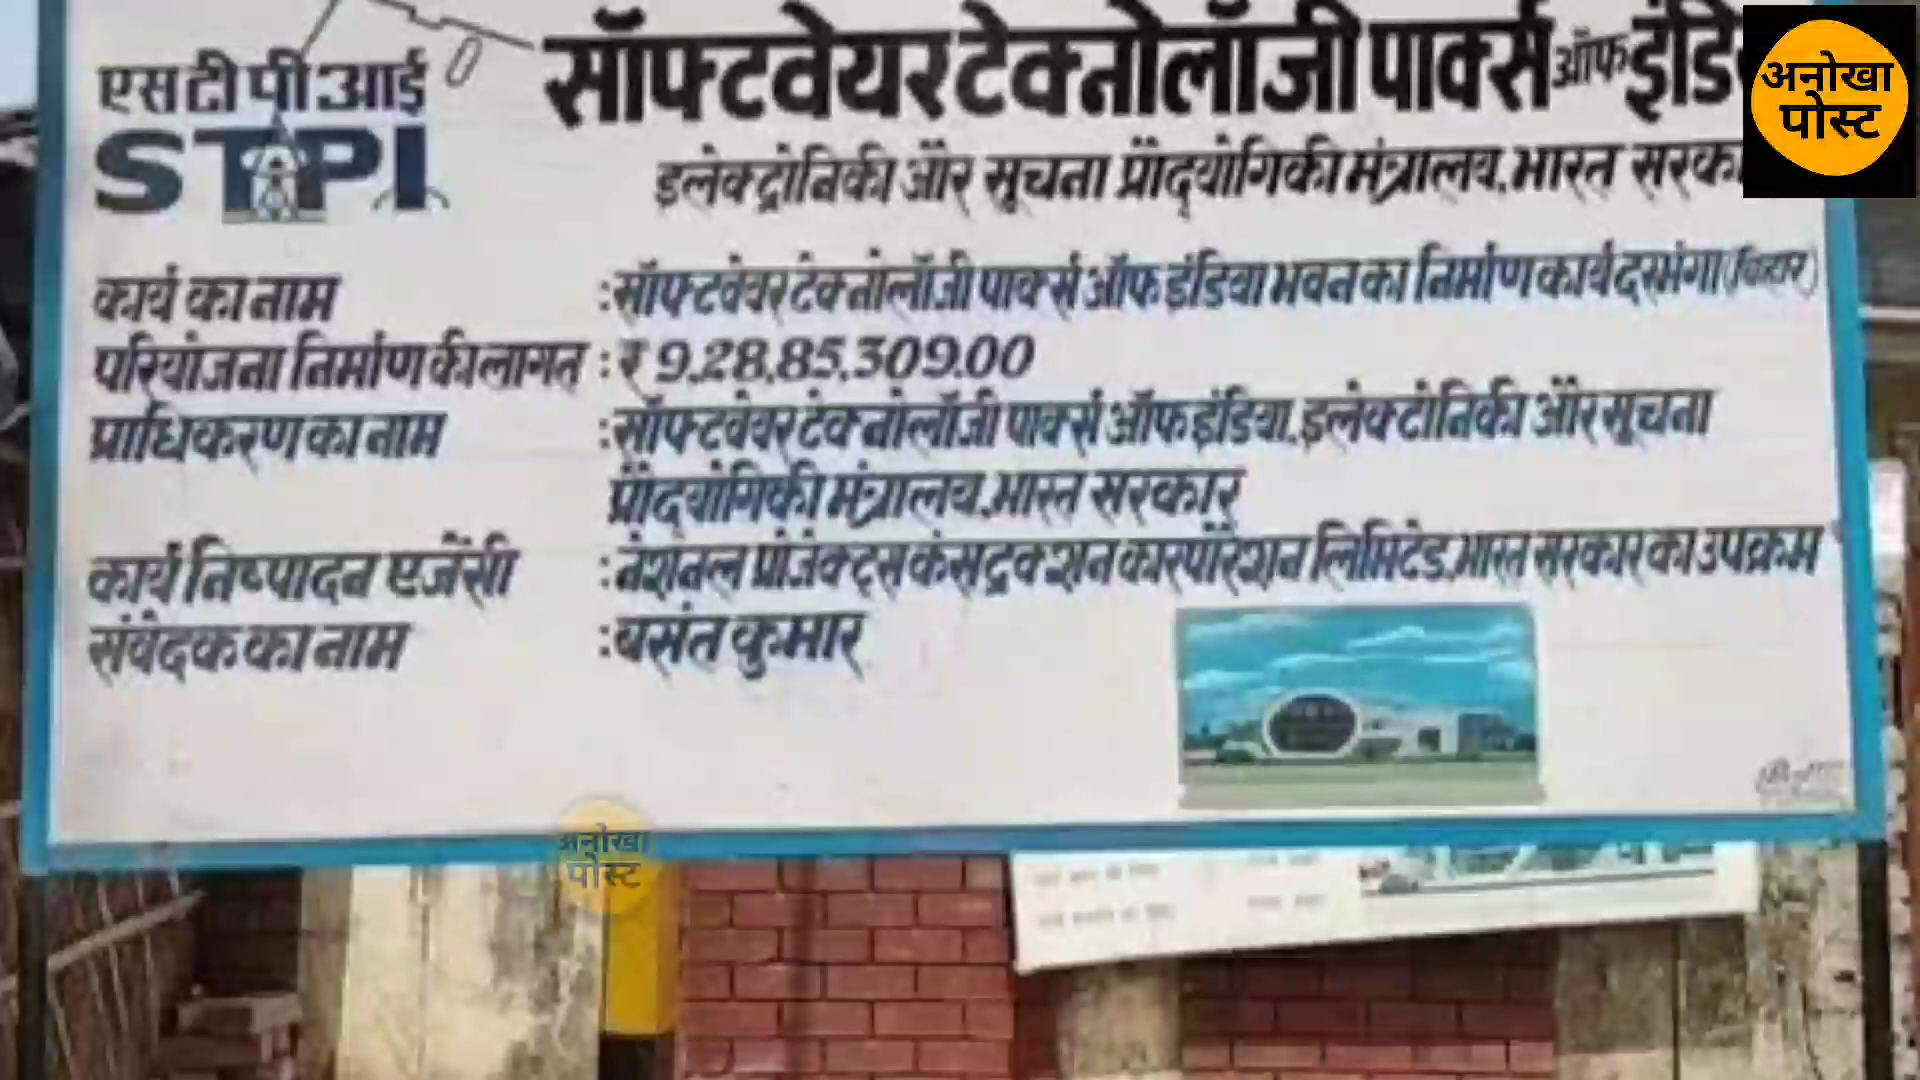 एस टी पी आई
STPI
सॉफ्टवेयर टेक्नोलॉजी पार्क्स ऑफ इंडि
इलेक्ट्रोनिकी और सूचना प्रौद्योगिकी मंत्रालय, भारत सरका
अनोखा
पोस्ट
कार्य का नाम : सॉफ्टवेयर टेक्नोलॉजी पार्क्स ऑफ इंडिया भवन का निर्माण कार्य दरभंगा (बिहार)
परियोजना निर्माण की लागत : ₹ 9,28,85,309.00
प्राधिकरण का नाम : सॉफ्टवेयर टेक्नोलॉजी पार्क्स ऑफ इंडिया, इलेक्टोनिकी और सूचना
प्रौद्योगिकी मंत्रालय, भारत सरकार
कार्य निष्पादन एजेंसी : नेशनल प्रोजेक्ट्स कंसट्रक्शन कारपोरेशन लिमिटेड, भारत सरकार का उपक्रम
संवेदक का नाम : बसंत कुमार
अनोखा
पोस्ट